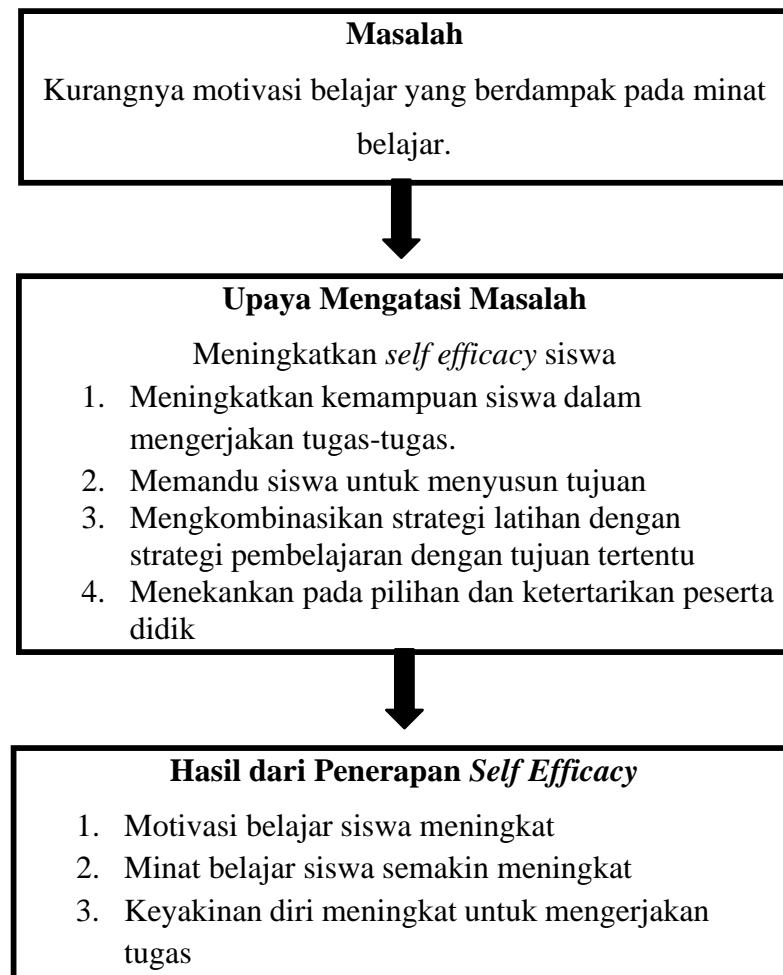 Masalah
Kurangnya motivasi belajar yang berdampak pada minat
belajar.
Upaya Mengatasi Masalah
Meningkatkan self efficacy siswa
1. Meningkatkan kemampuan siswa dalam
mengerjakan tugas-tugas.
2. Memandu siswa untuk menyusun tujuan
3. Mengkombinasikan strategi latihan dengan
strategi pembelajaran dengan tujuan tertentu
4. Menekankan pada pilihan dan ketertarikan peserta
didik
Hasil dari Penerapan Self Efficacy
1. Motivasi belajar siswa meningkat
2. Minat belajar siswa semakin meningkat
3. Keyakinan diri meningkat untuk mengerjakan
tugas